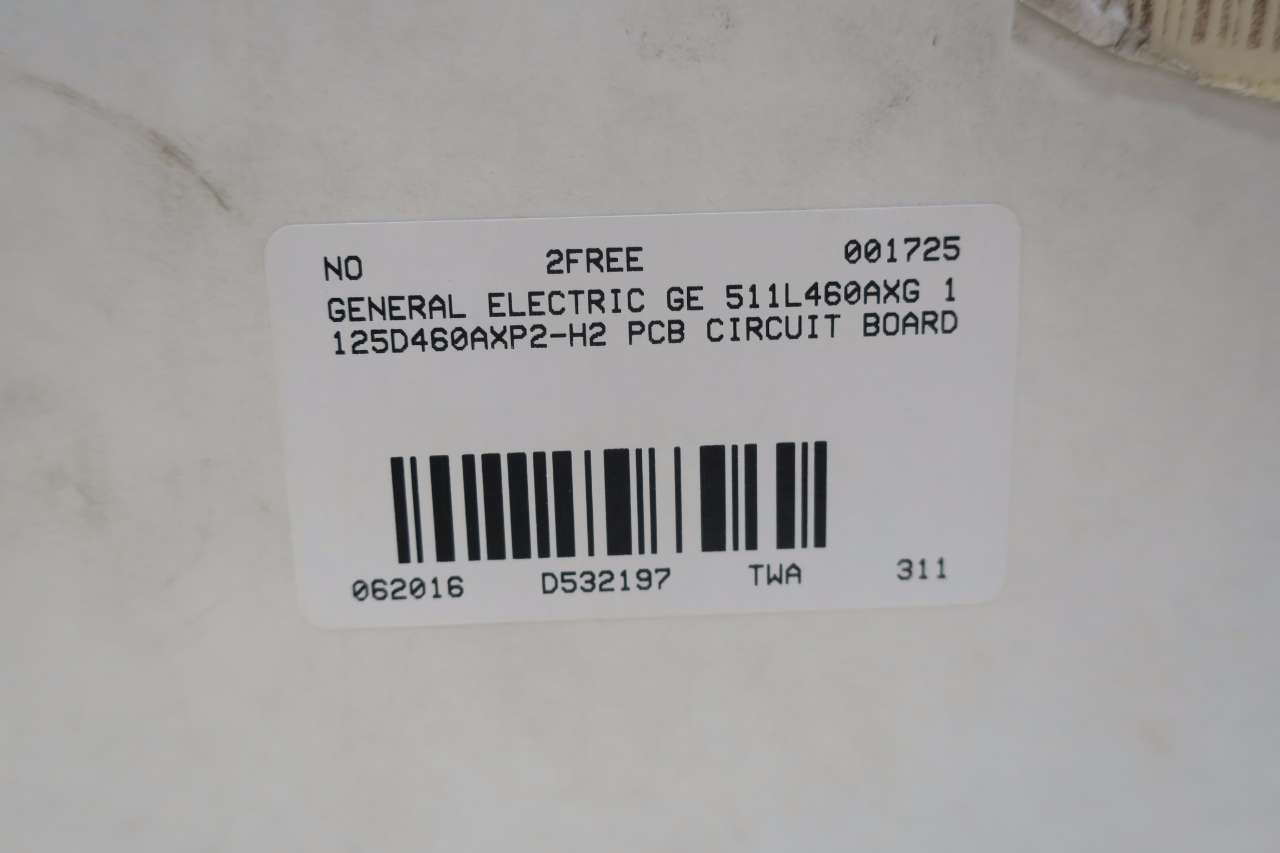 NO 2FREE 001725
GENERAL ELECTRIC GE 511L460AXG 1
125D460AXP2-H2 PCB CIRCUIT BOARD
062016 D532197 TWA 311